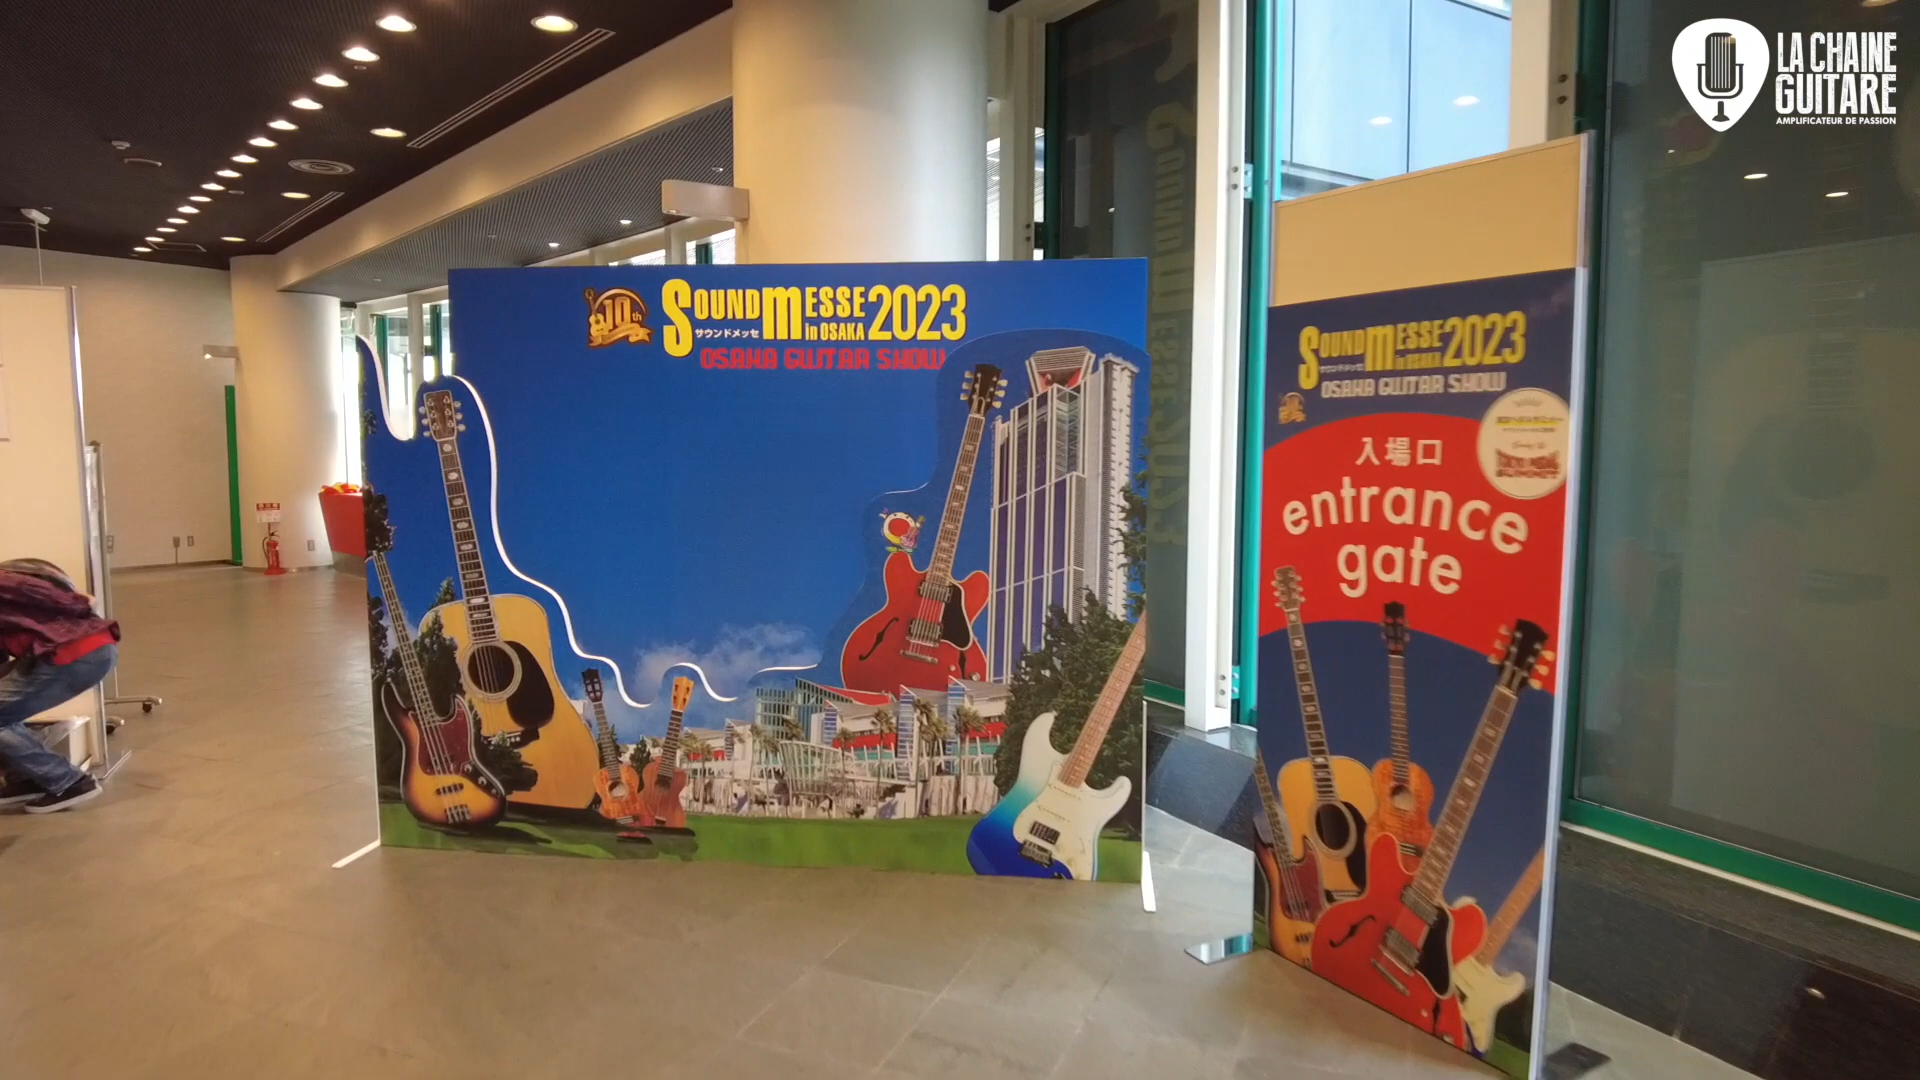 LA CHAINE
GUITARE
AMPLIFICATEUR DE PASSION
10th
SOUND MESSE 2023
サウンドメッセ in OSAKA
OSAKA GUITAR SHOW
SOUND MESSE 2023
サウンドメッセ in OSAKA
OSAKA GUITAR SHOW
入場口
entrance
gate